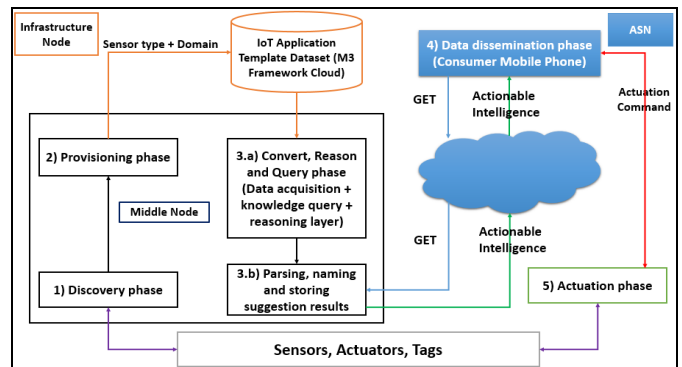 Infrastructure
Node
Sensor type + Domain
IoT Application
Template Dataset (M3
Framework Cloud)
4) Data dissemination phase
(Consumer Mobile Phone)
ASN
GET
Actionable
Intelligence
Actuation
Command
2) Provisioning phase
3.a) Convert, Reason
and Query phase
(Data acquisition +
knowledge query +
reasoning layer)
Middle Node
GET
Actionable
Intelligence
1) Discovery phase
3.b) Parsing, naming
and storing
suggestion results
5) Actuation phase
Sensors, Actuators, Tags